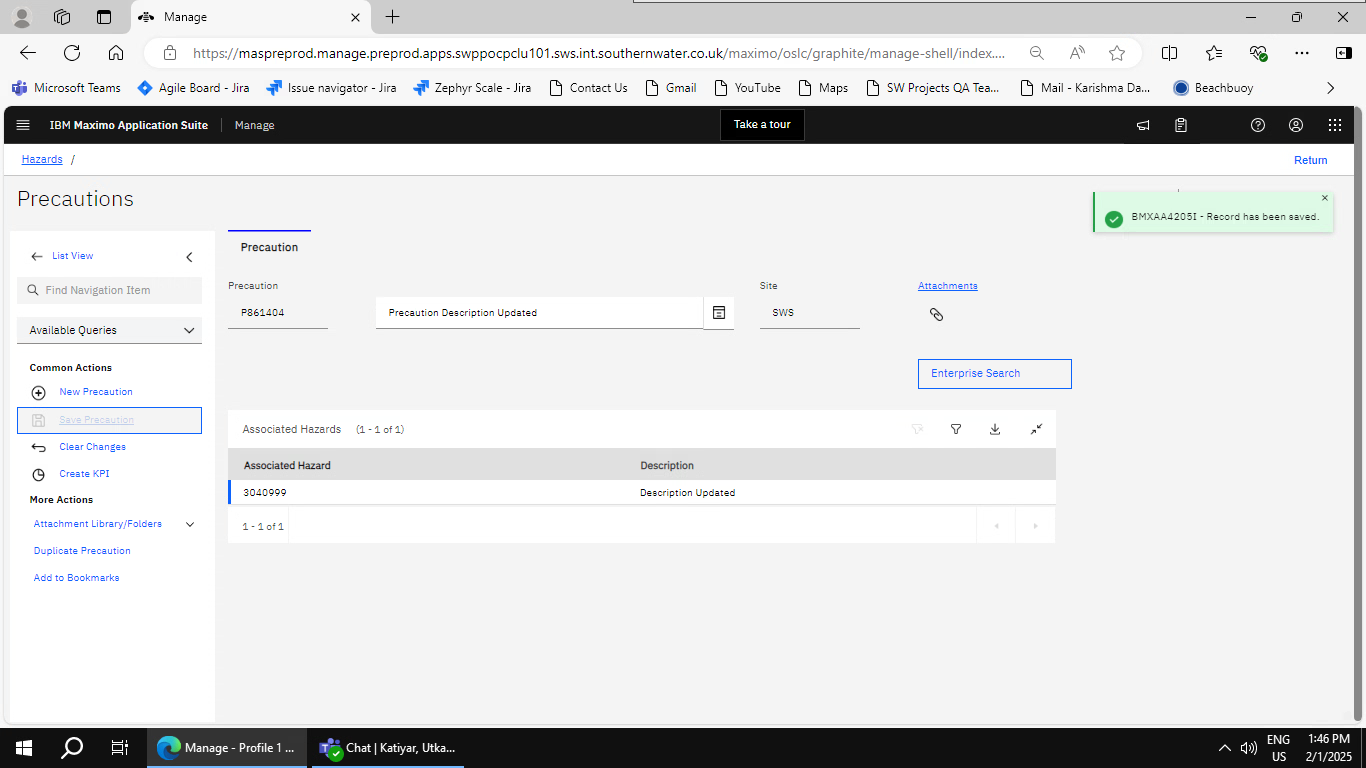 Manage
https://maspreprod.manage.preprod.apps.swppocpclu101.sws.int.southernwater.co.uk/maximo/oslc/graphite/manage-shell/index....
Microsoft Teams Agile Board - Jira Issue navigator - Jira Zephyr Scale - Jira Contact Us Gmail YouTube Maps SW Projects QA Tea... Mail - Karishma Da... Beachbuoy
IBM Maximo Application Suite Manage Take a tour
Hazards / Return
Precautions
BMXAA4205I - Record has been saved.
List View
Find Navigation Item
Available Queries
Common Actions
New Precaution
Save Precaution
Clear Changes
Create KPI
More Actions
Attachment Library/Folders
Duplicate Precaution
Add to Bookmarks
Precaution
Precaution Site Attachments
P861404 Precaution Description Updated SWS
Enterprise Search
Associated Hazards (1 - 1 of 1)
Associated Hazard Description
3040999 Description Updated
1 - 1 of 1
Manage - Profile 1 ... Chat | Katiyar, Utka... ENG 1:46 PM
US 2/1/2025